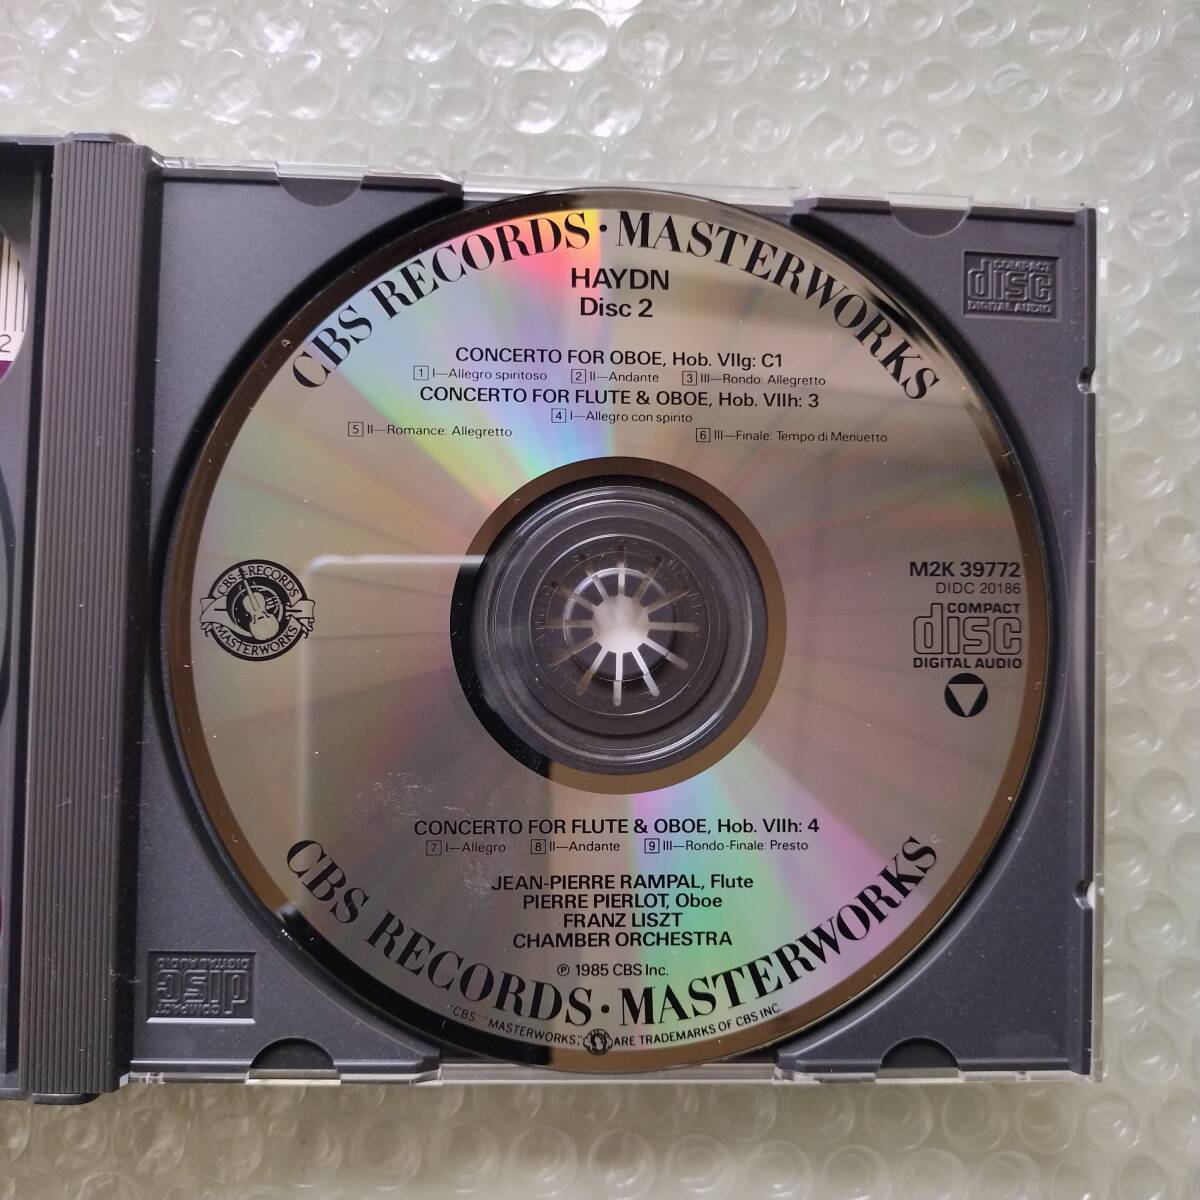 CBS RECORDS · MASTERWORKS
HAYDN
Disc 2
CONCERTO FOR OBOE, Hob. VIIg: C1
1 I—Allegro spiritoso 2 II—Andante 3 III—Rondo: Allegretto
CONCERTO FOR FLUTE & OBOE, Hob. VIIh: 3
4 I—Allegro con spirito
5 II—Romance: Allegretto 6 III—Finale: Tempo di Menuetto
COMPACT
disc
DIGITAL AUDIO
2
CBS RECORDS
MASTERWORKS
M2K 39772
DIDC 20186
COMPACT
disc
DIGITAL AUDIO
CONCERTO FOR FLUTE & OBOE, Hob. VIIh: 4
7 I—Allegro 8 II—Andante 9 III—Rondo-Finale: Presto
JEAN-PIERRE RAMPAL, Flute
PIERRE PIERLOT, Oboe
FRANZ LISZT
CHAMBER ORCHESTRA
℗ 1985 CBS Inc.
CBS RECORDS · MASTERWORKS
"CBS," "MASTERWORKS," ARE TRADEMARKS OF CBS INC.
COMPACT
disc
DIGITAL AUDIO